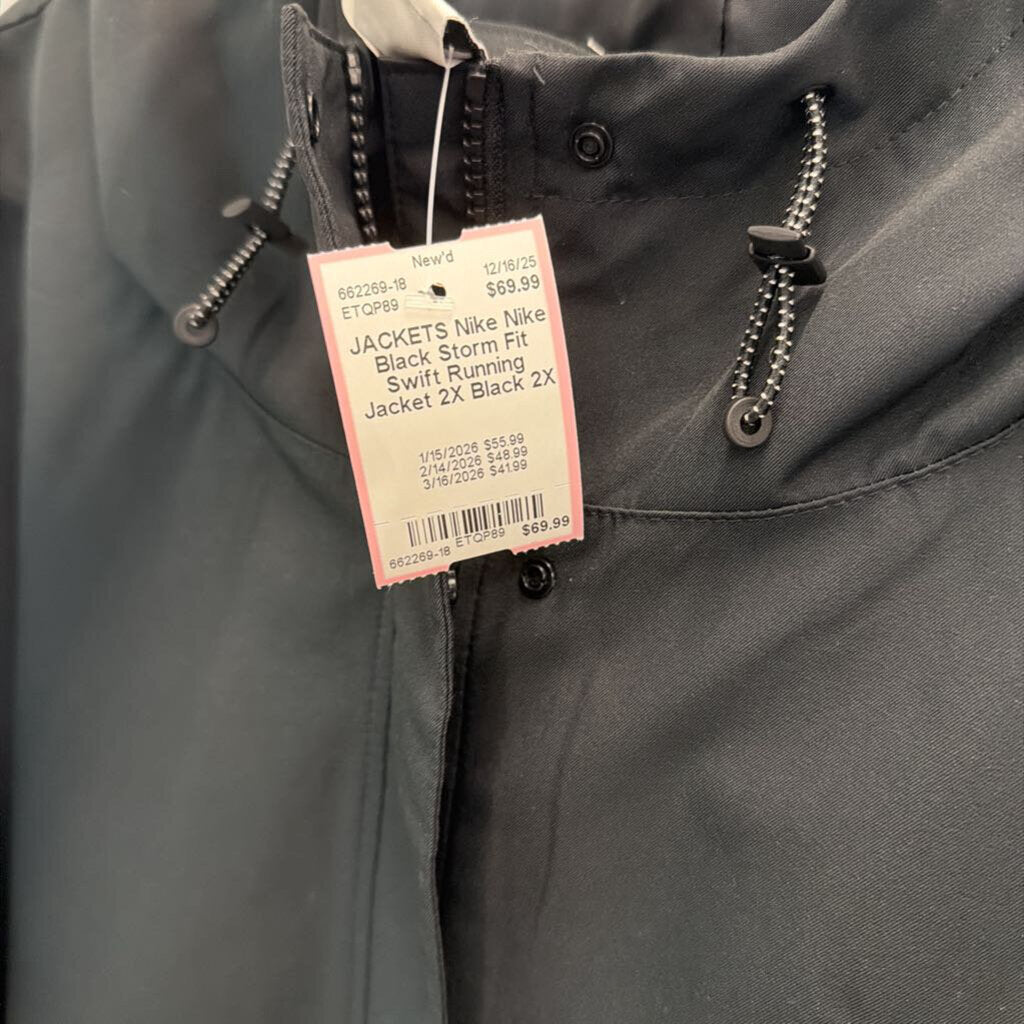 New'd
662269-18 12/16/25
ETQP89 $69.99
JACKETS Nike Nike
Black Storm Fit
Swift Running
Jacket 2X Black 2X
1/15/2026 $55.99
2/14/2026 $48.99
3/16/2026 $41.99
662269-18 ETQP89 $69.99